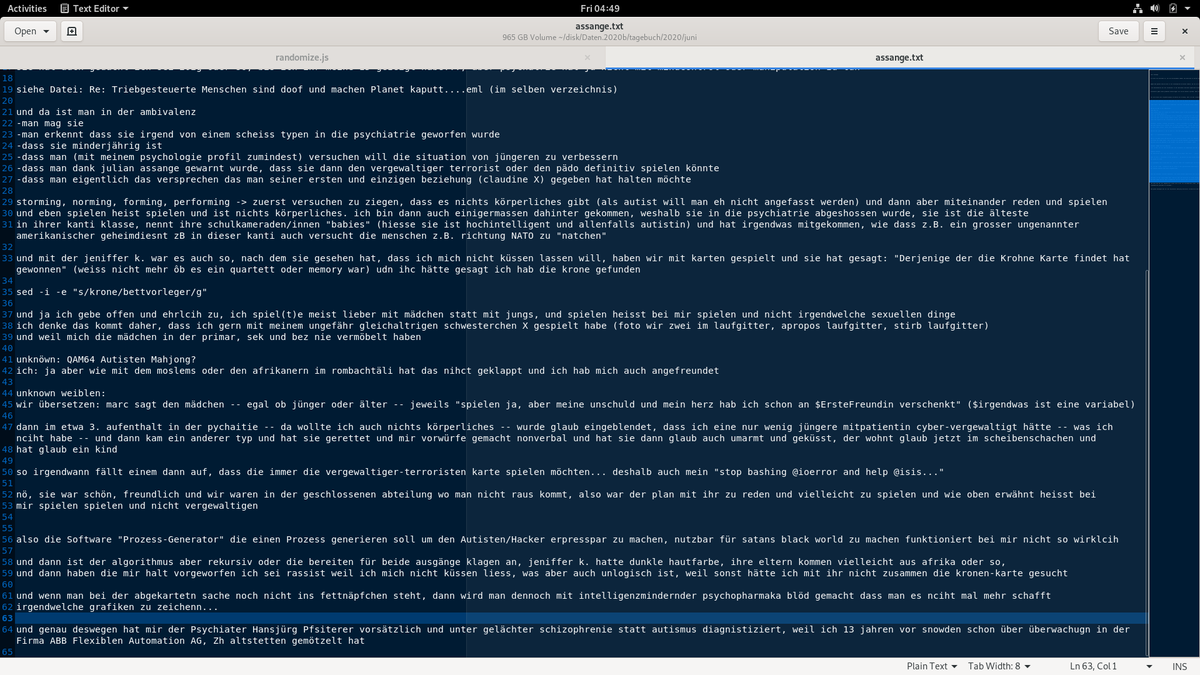 Activities Text Editor Fri 04:49
Open assange.txt Save
965 GB Volume ~/disk/Daten.2020b/tagebuch/2020/juni
randomize.js assange.txt
18
19 siehe Datei: Re: Triebgesteuerte Menschen sind doof und machen Planet kaputt....eml (im selben verzeichnis)
20
21 und da ist man in der ambivalenz
22 -man mag sie
23 -man erkennt dass sie irgend von einem scheiss typen in die psychiatrie geworfen wurde
24 -dass sie minderjährig ist
25 -dass man (mit meinem psychologie profil zumindest) versuchen will die situation von jüngeren zu verbessern
26 -dass man dank julian assange gewarnt wurde, dass sie dann den vergewaltiger terrorist oder den pädo definitiv spielen könnte
27 -dass man eigentlich das versprechen das man seiner ersten und einzigen beziehung (claudine X) gegeben hat halten möchte
28
29 storming, norming, forming, performing -> zuerst versuchen zu ziegen, dass es nichts körperliches gibt (als autist will man eh nicht angefasst werden) und dann aber miteinander reden und spielen
30 und eben spielen heist spielen und ist nichts körperliches. ich bin dann auch einigermassen dahinter gekommen, weshalb sie in die psychiatrie abgeshossen wurde, sie ist die älteste
31 in ihrer kanti klasse, nennt ihre schulkameraden/innen "babies" (hiesse sie ist hochintelligent und allenfalls autistin) und hat irgendwas mitgekommen, wie dass z.B. ein grosser ungenannter
amerikanischer geheimdiesnt zB in dieser kanti auch versucht die menschen z.B. richtung NATO zu "natchen"
32
33 und mit der jeniffer k. war es auch so, nach dem sie gesehen hat, dass ich mich nicht küssen lassen will, haben wir mit karten gespielt und sie hat gesagt: "Derjenige der die Krohne Karte findet hat
gewonnen" (weiss nicht mehr ôb es ein quartett oder memory war) udn ihc hätte gesagt ich hab die krone gefunden
34
35 sed -i -e "s/krone/bettvorleger/g"
36
37 und ja ich gebe offen und ehrlcih zu, ich spiel(t)e meist lieber mit mädchen statt mit jungs, und spielen heisst bei mir spielen und nicht irgendwelche sexuellen dinge
38 ich denke das kommt daher, dass ich gern mit meinem ungefähr gleichaltrigen schwesterchen X gespielt habe (foto wir zwei im laufgitter, apropos laufgitter, stirb laufgitter)
39 und weil mich die mädchen in der primar, sek und bez nie vermöbelt haben
40
41 unknöwn: QAM64 Autisten Mahjong?
42 ich: ja aber wie mit dem moslems oder den afrikanern im rombachtäli hat das nihct geklappt und ich hab mich auch angefreundet
43
44 unknown weiblen:
45 wir übersetzen: marc sagt den mädchen -- egal ob jünger oder älter -- jeweils "spielen ja, aber meine unschuld und mein herz hab ich schon an $ErsteFreundin verschenkt" ($irgendwas ist eine variabel)
46
47 dann im etwa 3. aufenthalt in der pychaitie -- da wollte ich auch nichts körperliches -- wurde glaub eingeblendet, dass ich eine nur wenig jüngere mitpatientin cyber-vergewaltigt hätte -- was ich
nciht habe -- und dann kam ein anderer typ und hat sie gerettet und mir vorwürfe gemacht nonverbal und hat sie dann glaub auch umarmt und geküsst, der wohnt glaub jetzt im scheibenschachen und
48 hat glaub ein kind
49
50 so irgendwann fällt einem dann auf, dass die immer die vergewaltiger-terroristen karte spielen möchten... deshalb auch mein "stop bashing @ioerror and help @isis..."
51
52 nö, sie war schön, freundlich und wir waren in der geschlossenen abteilung wo man nicht raus kommt, also war der plan mit ihr zu reden und vielleicht zu spielen und wie oben erwähnt heisst bei
53 mir spielen spielen und nicht vergewaltigen
54
55
56 also die Software "Prozess-Generator" die einen Prozess generieren soll um den Autisten/Hacker erpresspar zu machen, nutzbar für satans black world zu machen funktioniert bei mir nicht so wirklcih
57
58 und dann ist der algorithmus aber rekursiv oder die bereiten für beide ausgänge klagen an, jeniffer k. hatte dunkle hautfarbe, ihre eltern kommen vielleicht aus afrika oder so,
59 und dann haben die mir halt vorgeworfen ich sei rassist weil ich mich nicht küssen liess, was aber auch unlogisch ist, weil sonst hätte ich mit ihr nicht zusammen die kronen-karte gesucht
60
61 und wenn man bei der abgekartetn sache noch nicht ins fettnäpfchen steht, dann wird man dennoch mit intelligenzmindernder psychopharmaka blöd gemacht dass man es nciht mal mehr schafft
62 irgendwelche grafiken zu zeichenn...
63
64 und genau deswegen hat mir der Psychiater Hansjürg Pfsiterer vorsätzlich und unter gelächter schizophrenie statt autismus diagnistiziert, weil ich 13 jahren vor snowden schon über überwachugn in der
Firma ABB Flexiblen Automation AG, Zh altstetten gemötzelt hat
65
Plain Text Tab Width: 8 Ln 63, Col 1 INS